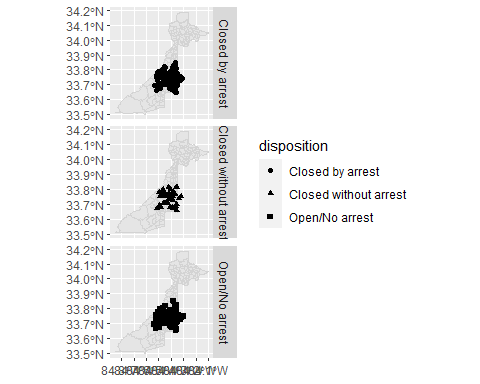 34.2°N
34.1°N
34.0°N
33.9°N
33.8°N
33.7°N
33.6°N
33.5°N
Closed by arrest
34.2°N
34.1°N
34.0°N
33.9°N
33.8°N
33.7°N
33.6°N
33.5°N
Closed without arrest
34.2°N
34.1°N
34.0°N
33.9°N
33.8°N
33.7°N
33.6°N
33.5°N
Open/No arrest
disposition
Closed by arrest
Closed without arrest
Open/No arrest